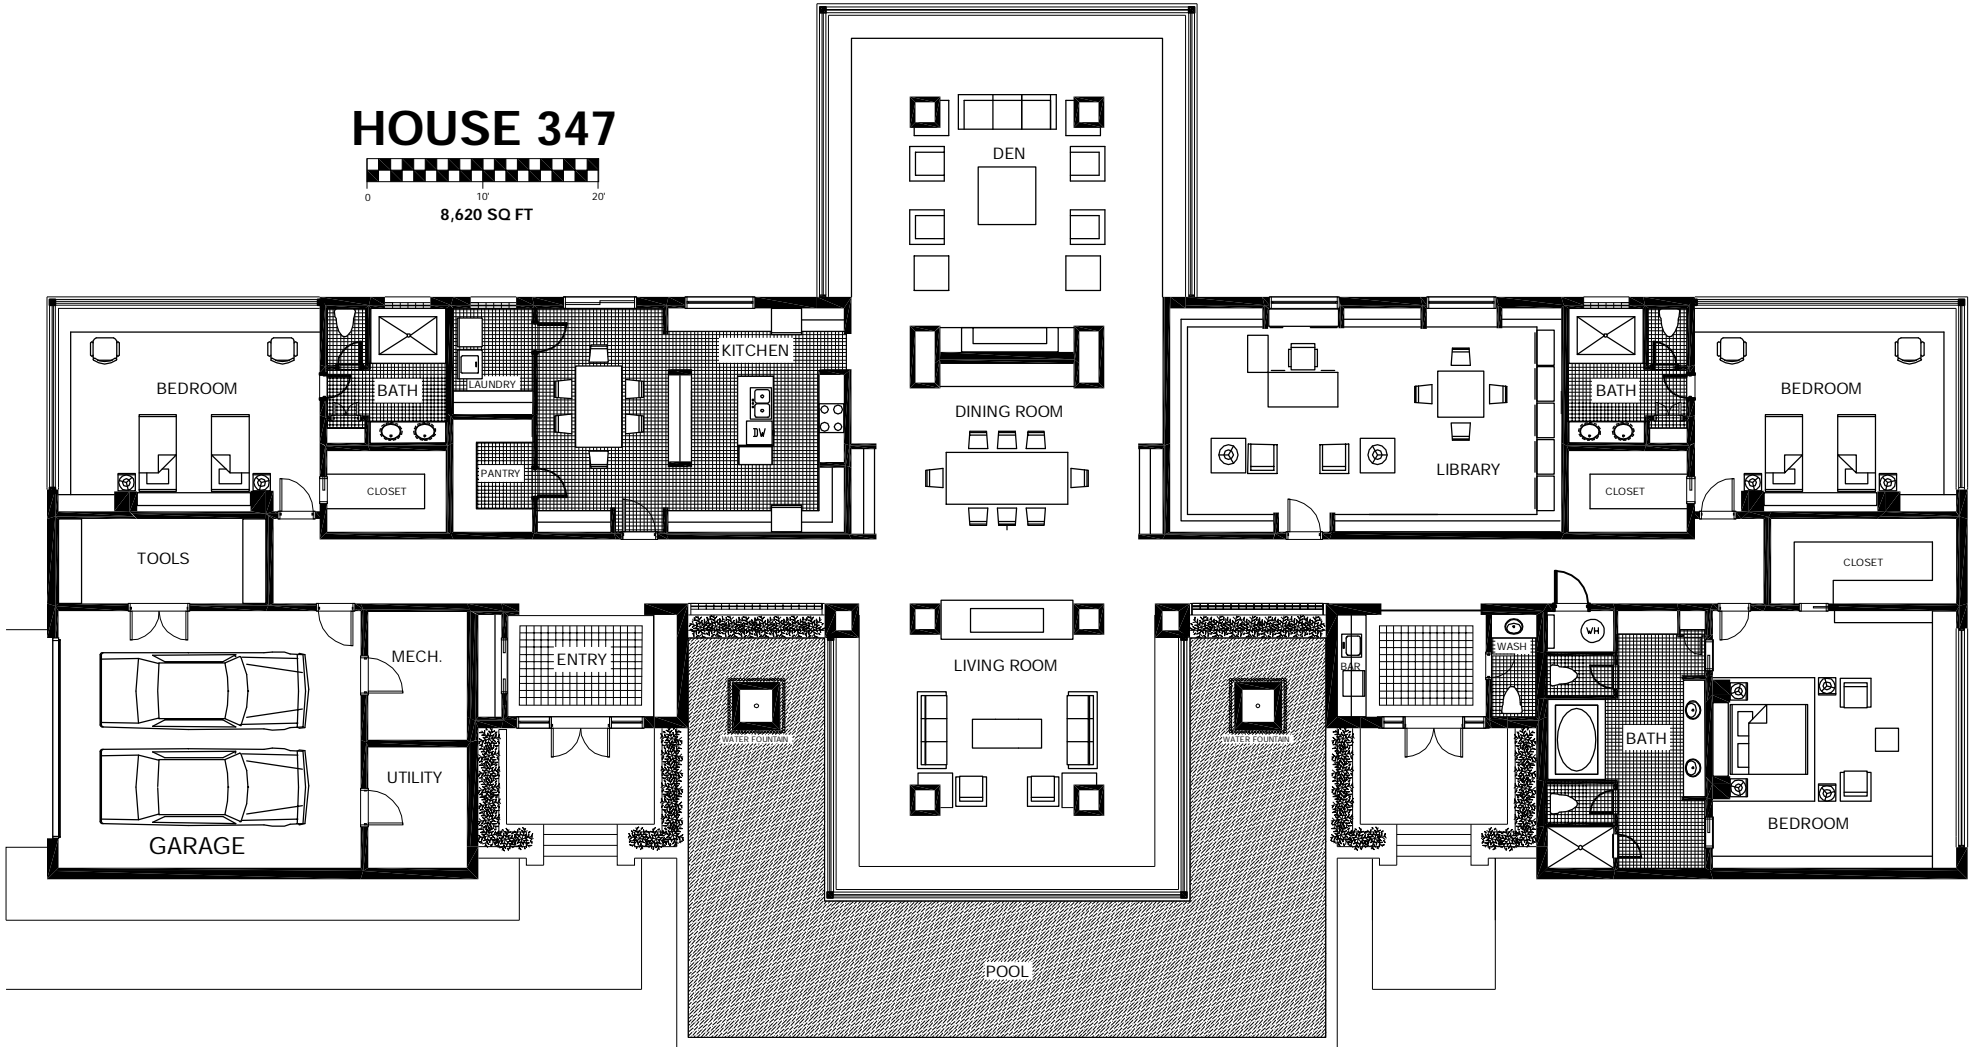 HOUSE 347
0 10' 20'
8,620 SQ FT
DEN
KITCHEN
BEDROOM
BATH
LAUNDRY
DW
DINING ROOM
BATH
BEDROOM
PANTRY
LIBRARY
CLOSET
CLOSET
TOOLS
CLOSET
MECH.
ENTRY
LIVING ROOM
BAR
WASH
WH
WATER FOUNTAIN
WATER FOUNTAIN
BATH
UTILITY
GARAGE
BEDROOM
POOL